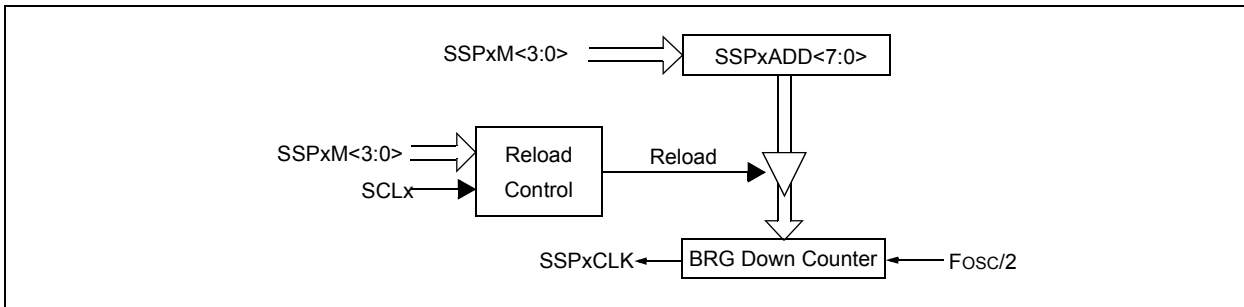 SSPxM<3:0>
SSPxADD<7:0>
SSPxM<3:0>
SCLx
Reload
Control
Reload
SSPxCLK
BRG Down Counter
FOSC/2